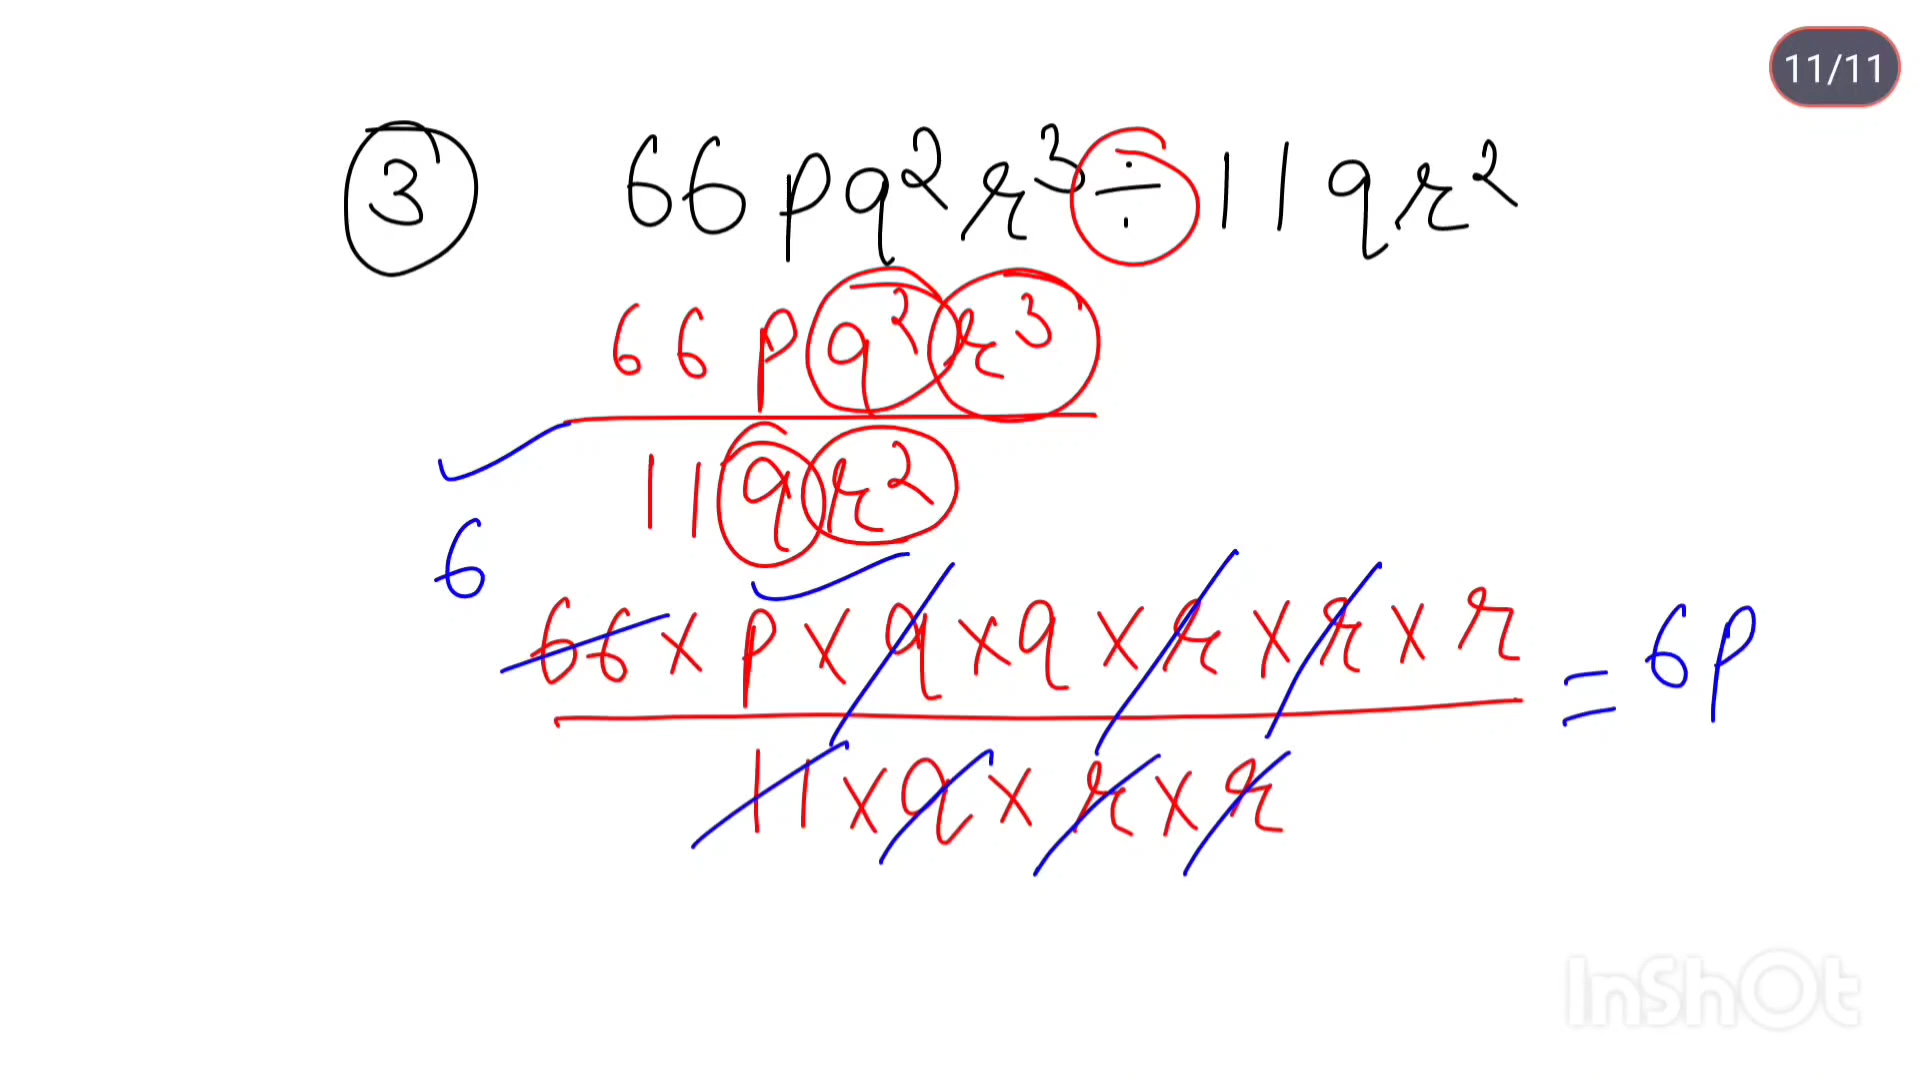 11/11
3 66pq²r³ ÷ 11qr²
66pq²r³
11qr²
6
66 × p × q × q × r × r × r = 6p
11 × q × r × r
InShOt